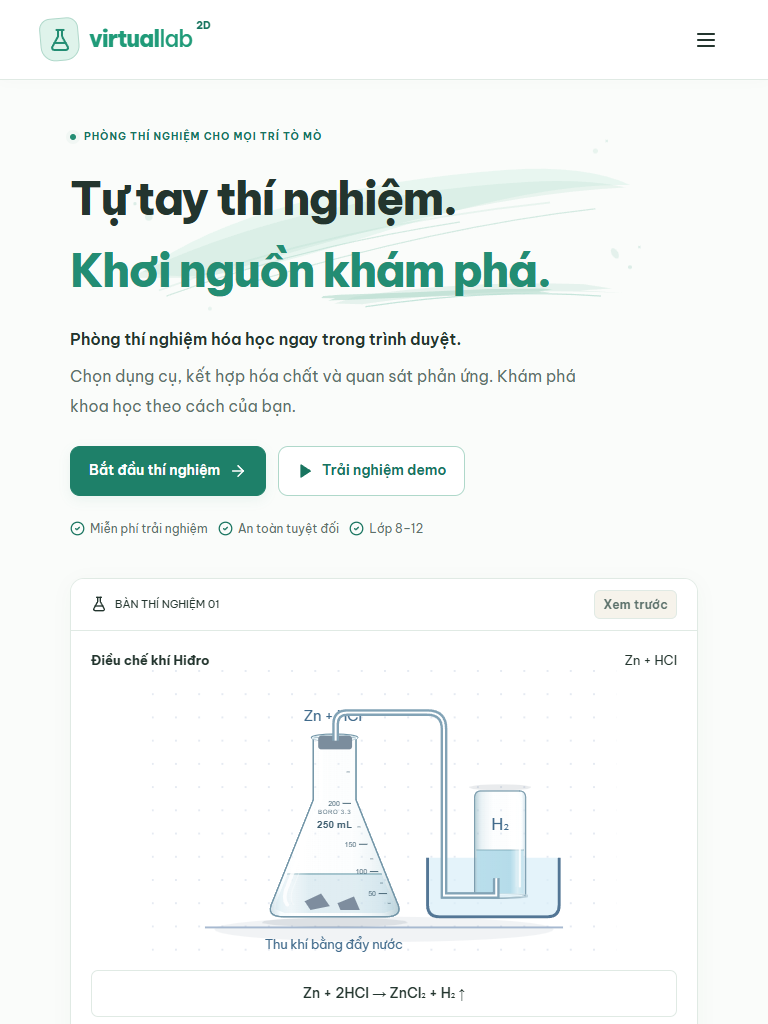 virtuallab 2D
PHÒNG THÍ NGHIỆM CHO MỌI TRÍ TÒ MÒ
Tự tay thí nghiệm.
Khơi nguồn khám phá.
Phòng thí nghiệm hóa học ngay trong trình duyệt.
Chọn dụng cụ, kết hợp hóa chất và quan sát phản ứng. Khám phá
khoa học theo cách của bạn.
Bắt đầu thí nghiệm →
Trải nghiệm demo
Miễn phí trải nghiệm
An toàn tuyệt đối
Lớp 8–12
BÀN THÍ NGHIỆM 01
Xem trước
Điều chế khí Hiđro
Zn + HCl
Zn + HCl
200
BORO 3.3
250 mL
150
100
50
H₂
Thu khí bằng đẩy nước
Zn + 2HCl → ZnCl₂ + H₂ ↑